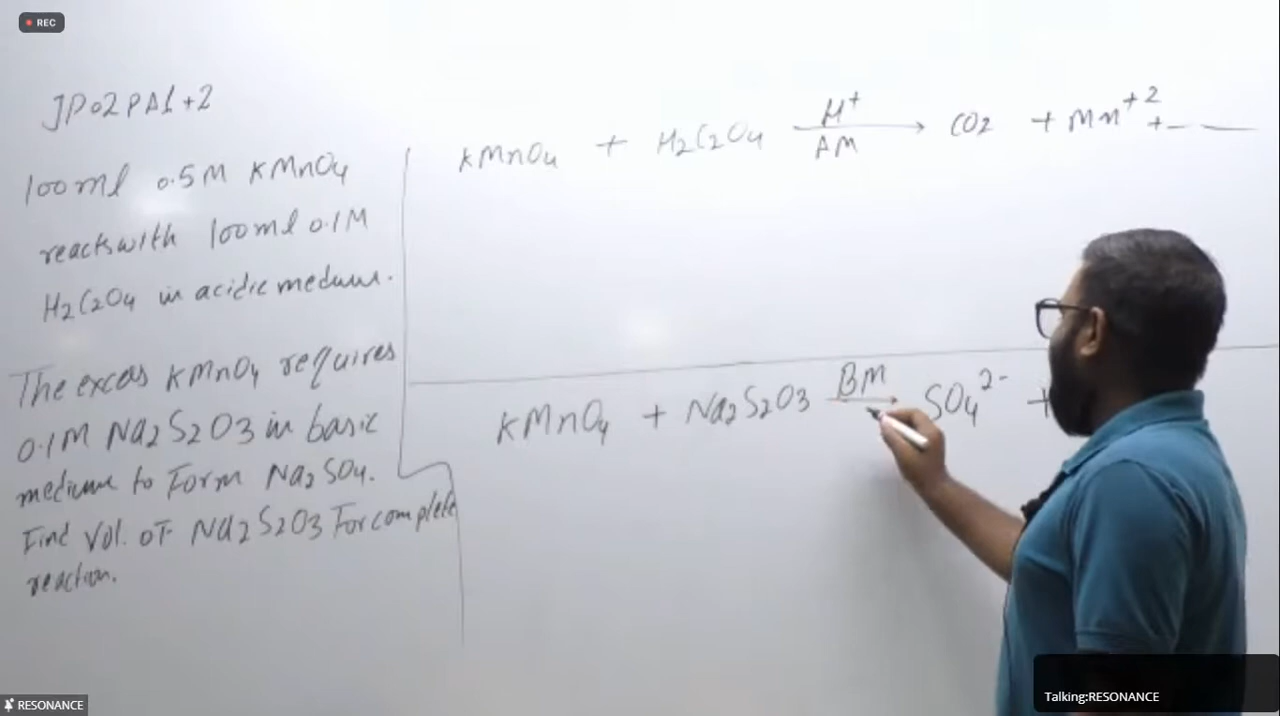 REC
JP02PA1+2
100ml 0.5M KMnO4
reacts with 100ml 0.1M
H2C2O4 in acidic medium.
The excess KMnO4 requires
0.1M Na2S2O3 in basic
medium to Form Na2SO4.
Find Vol. of Na2S2O3 For complete
reaction.
KMnO4 + H2C2O4 H+ AM → CO2 + Mn+2 + — —
KMnO4 + Na2S2O3 BM → SO4 2- +
Talking:RESONANCE
RESONANCE